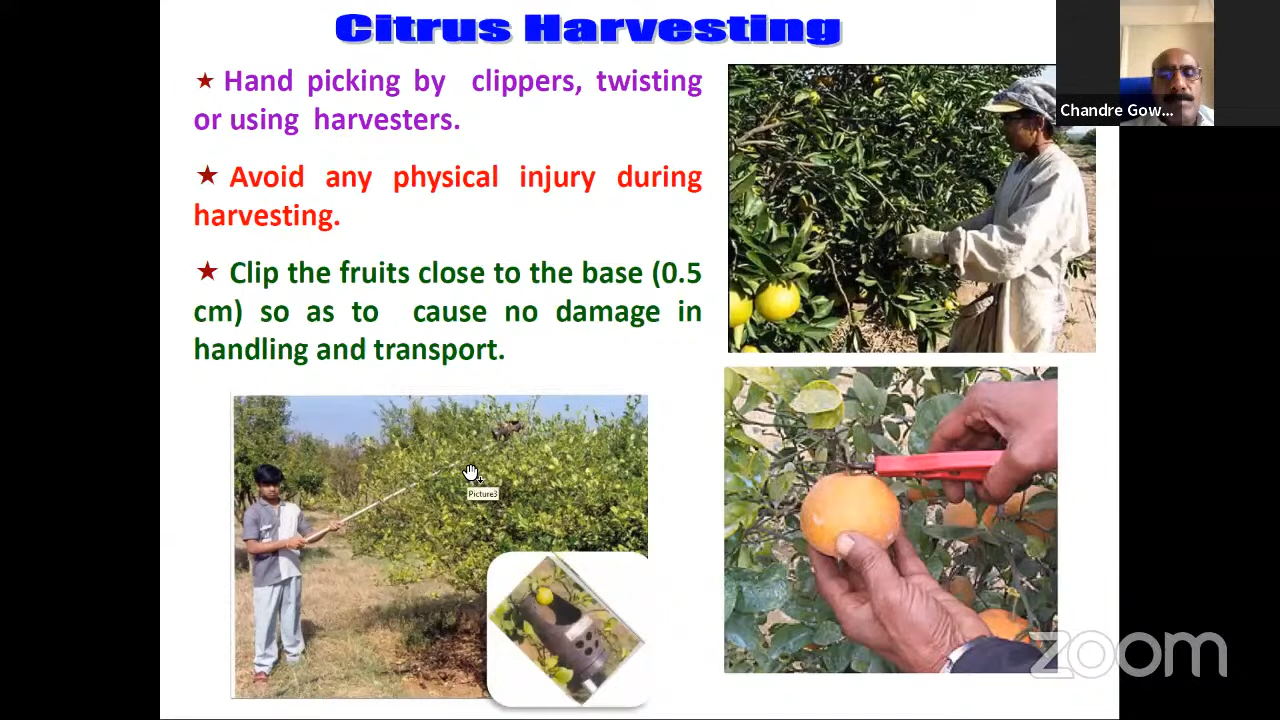 Citrus Harvesting
Hand picking by clippers, twisting
or using harvesters.
Avoid any physical injury during
harvesting.
Clip the fruits close to the base (0.5
cm) so as to cause no damage in
handling and transport.
Chandre Gow...
Picture3
zoom